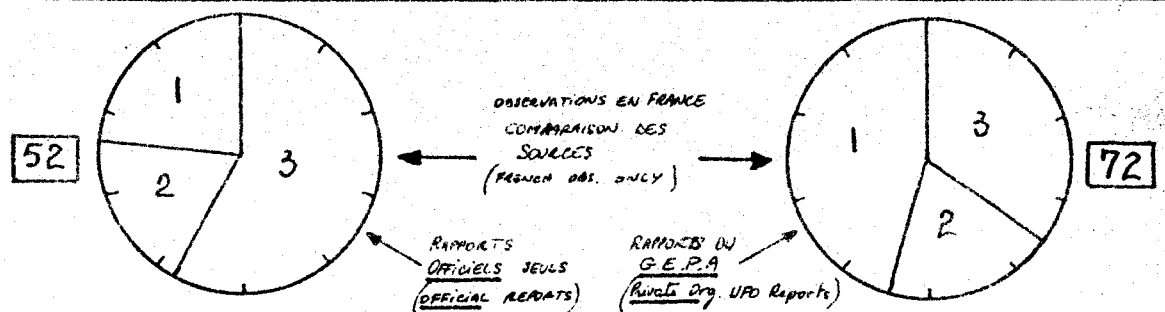 1
2
3
52
OBSERVATIONS EN FRANCE
COMPARAISON DES
SOURCES
(FRENCH OBS. ONLY)
1
3
2
72
RAPPORTS
OFFICIELS SEULS
(OFFICIAL REPORTS)
RAPPORTS DU
G.E.P.A
(Private Org. UFO Reports)